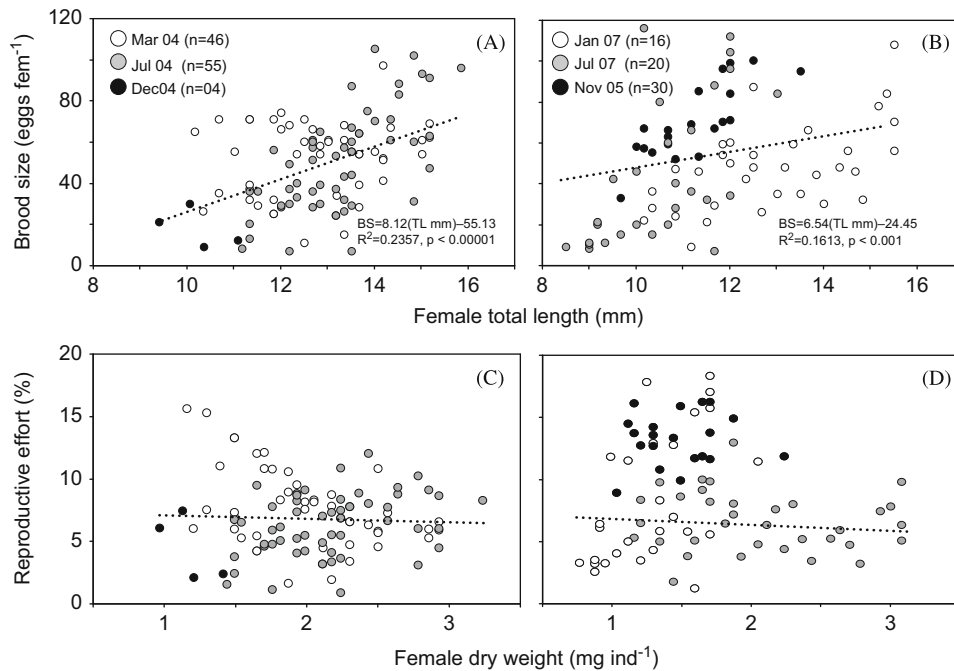 120
80
40
0
Brood size (eggs fem⁻¹)
Mar 04 (n=46)
Jul 04 (n=55)
Dec04 (n=04)
(A)
BS=8.12(TL mm)–55.13
R²=0.2357, p < 0.00001
8 10 12 14 16
Jan 07 (n=16)
Jul 07 (n=20)
Nov 05 (n=30)
(B)
BS=6.54(TL mm)–24.45
R²=0.1613, p < 0.001
8 10 12 14 16
Female total length (mm)
20
15
10
5
0
Reproductive effort (%)
(C)
1 2 3
(D)
1 2 3
Female dry weight (mg ind⁻¹)